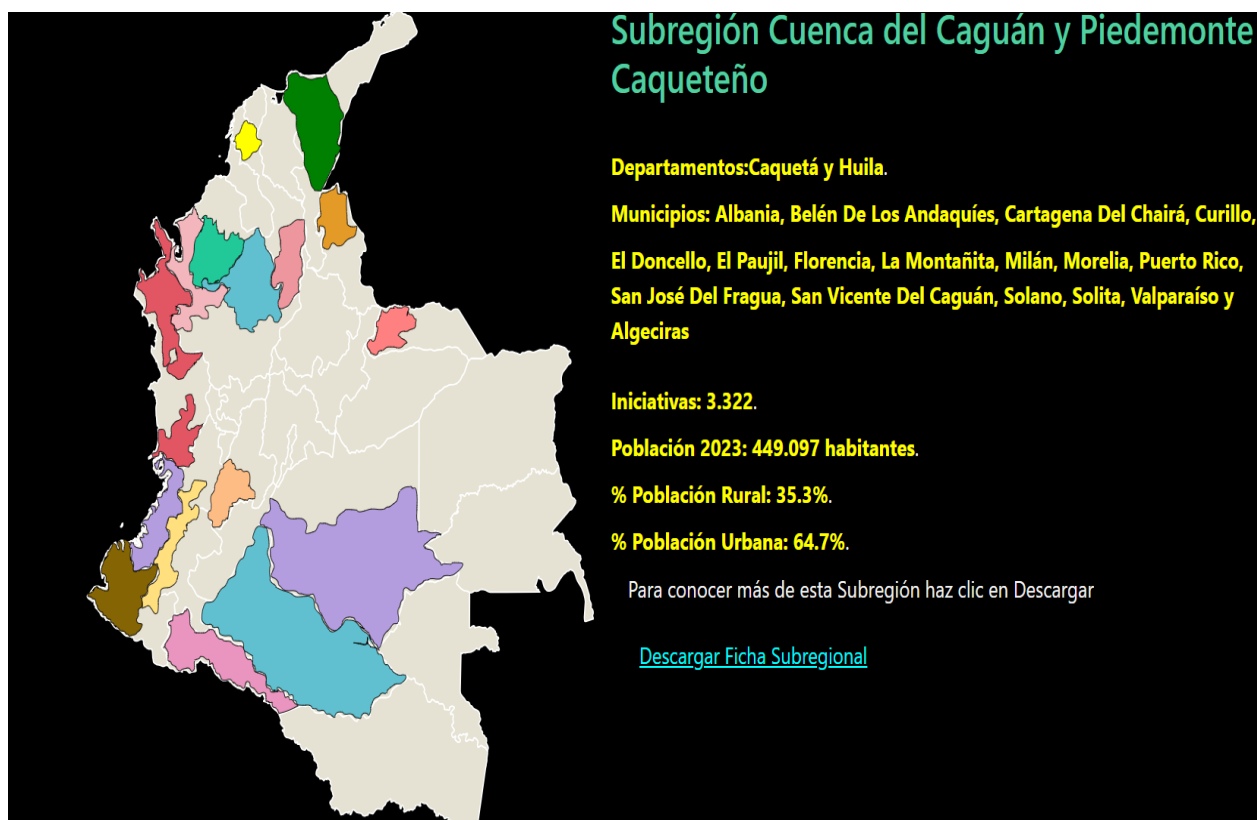 Subregión Cuenca del Caguán y Piedemonte
Caqueteño
Departamentos:Caquetá y Huila.
Municipios: Albania, Belén De Los Andaquíes, Cartagena Del Chairá, Curillo,
El Doncello, El Paujil, Florencia, La Montañita, Milán, Morelia, Puerto Rico,
San José Del Fragua, San Vicente Del Caguán, Solano, Solita, Valparaíso y
Algeciras
Iniciativas: 3.322.
Población 2023: 449.097 habitantes.
% Población Rural: 35.3%.
% Población Urbana: 64.7%.
Para conocer más de esta Subregión haz clic en Descargar
Descargar Ficha Subregional